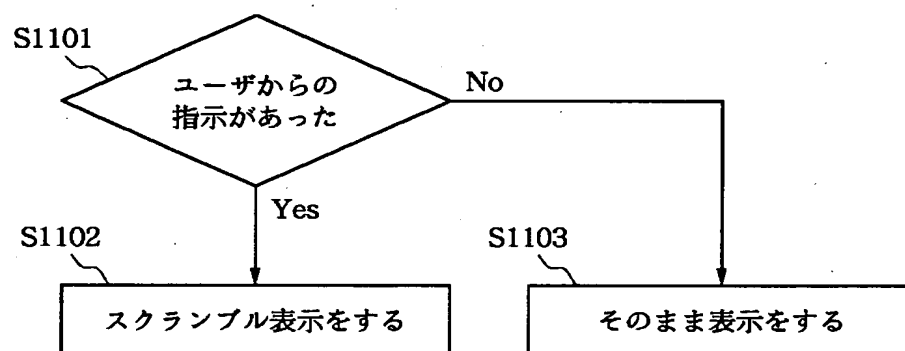 S1101
ユーザからの
指示があった
No
Yes
S1102
S1103
スクランブル表示をする
そのまま表示をする